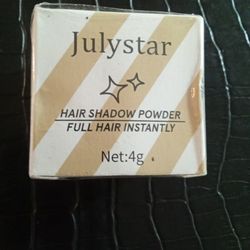 Julystar
HAIR SHADOW POWDER
FULL HAIR INSTANTLY
Net:4g